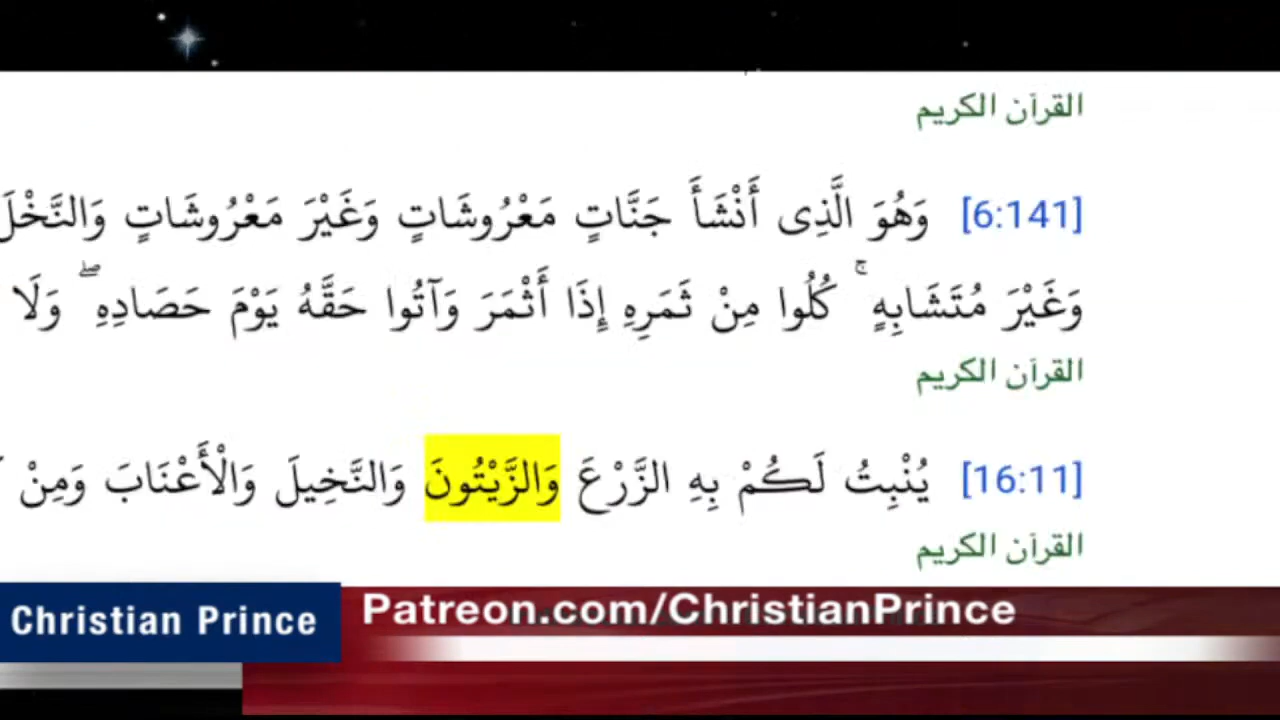 القرآن الكريم
[6:141] وَهُوَ الَّذِى أَنْشَأَ جَنَّاتٍ مَعْرُوشَاتٍ وَغَيْرَ مَعْرُوشَاتٍ وَالنَّخْلَ
وَغَيْرَ مُتَشَابِهٍ ۚ كُلُوا مِنْ ثَمَرِهِ إِذَا أَثْمَرَ وَآتُوا حَقَّهُ يَوْمَ حَصَادِهِ ۖ وَلَا
القرآن الكريم
[16:11] يُنْبِتُ لَكُمْ بِهِ الزَّرْعَ وَالزَّيْتُونَ وَالنَّخِيلَ وَالْأَعْنَابَ وَمِنْ
القرآن الكريم
Christian Prince
Patreon.com/ChristianPrince